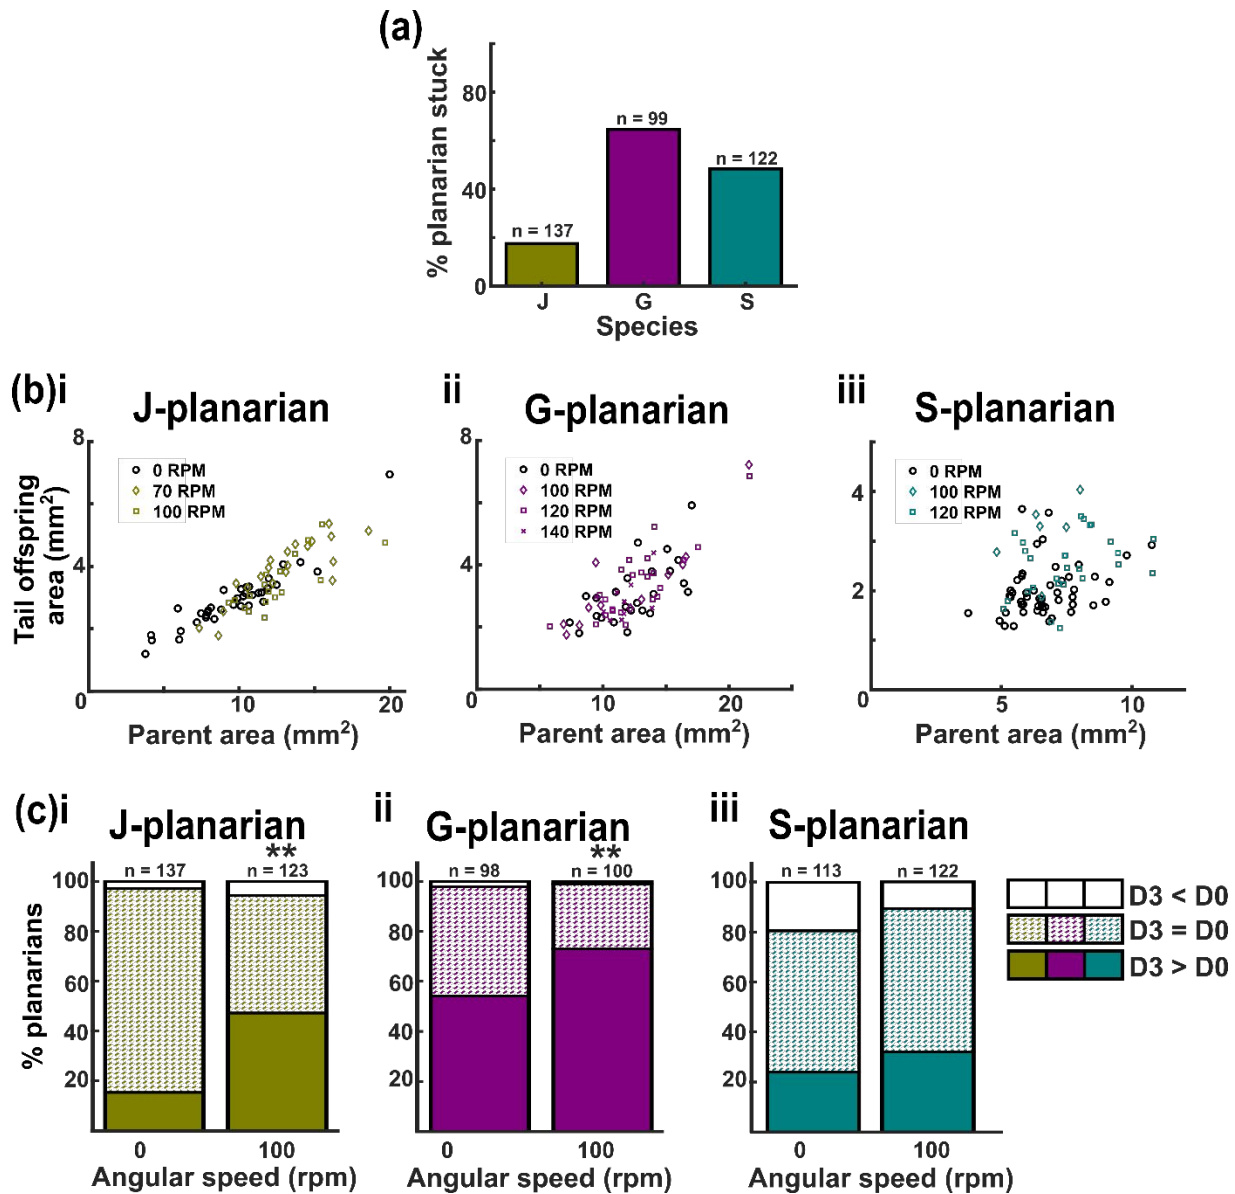 (a)
% planarian stuck
80
40
0
n = 137
n = 99
n = 122
J
G
S
Species
(b)i
J-planarian
Tail offspring
area (mm2)
8
4
0
0 RPM
70 RPM
100 RPM
10
20
Parent area (mm2)
ii
G-planarian
8
4
0
0 RPM
100 RPM
120 RPM
140 RPM
10
20
Parent area (mm2)
iii
S-planarian
4
2
0
0 RPM
100 RPM
120 RPM
5
10
Parent area (mm2)
(c)i
J-planarian
% planarians
**
n = 137
n = 123
100
80
60
40
20
0
100
Angular speed (rpm)
ii
G-planarian
**
n = 98
n = 100
100
80
60
40
20
0
100
Angular speed (rpm)
iii
S-planarian
n = 113
n = 122
100
80
60
40
20
0
100
Angular speed (rpm)
D3 < D0
D3 = D0
D3 > D0